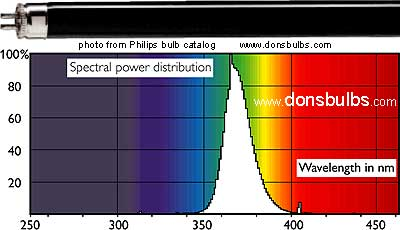 photo from Philips bulb catalog www.donsbulbs.com
100%
Spectral power distribution
80
www.donsbulbs.com
60
40
Wavelength in nm
20
250 300 350 400 450